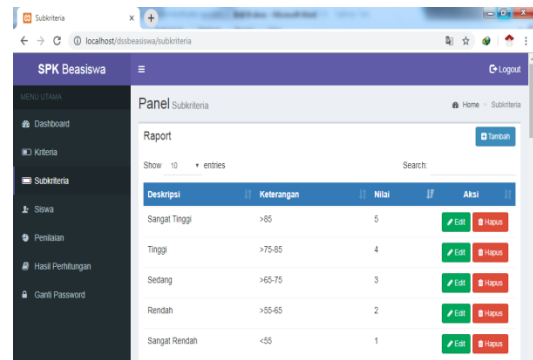 Subkriteria
localhost/dssbeasiswa/subkriteria
SPK Beasiswa
Logout
MENU UTAMA
Panel Subkriteria
Home > Subkriteria
Dashboard
Kriteria
Subkriteria
Siswa
Penilaian
Hasil Perhitungan
Ganti Password
Raport
Tambah
Show 10 entries
Search:
Deskripsi Keterangan Nilai Aksi
Sangat Tinggi >85 5 Edit Hapus
Tinggi >75-85 4 Edit Hapus
Sedang >65-75 3 Edit Hapus
Rendah >55-65 2 Edit Hapus
Sangat Rendah <55 1 Edit Hapus